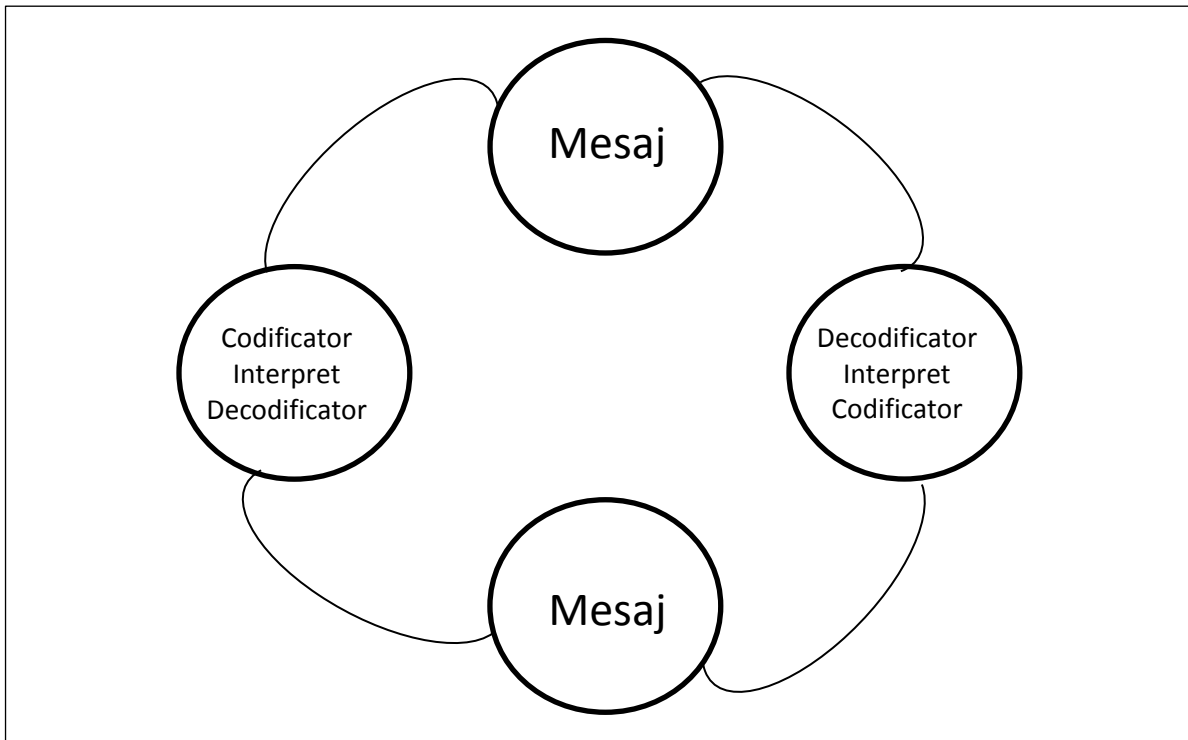 Mesaj
Codificator
Interpret
Decodificator
Decodificator
Interpret
Codificator
Mesaj